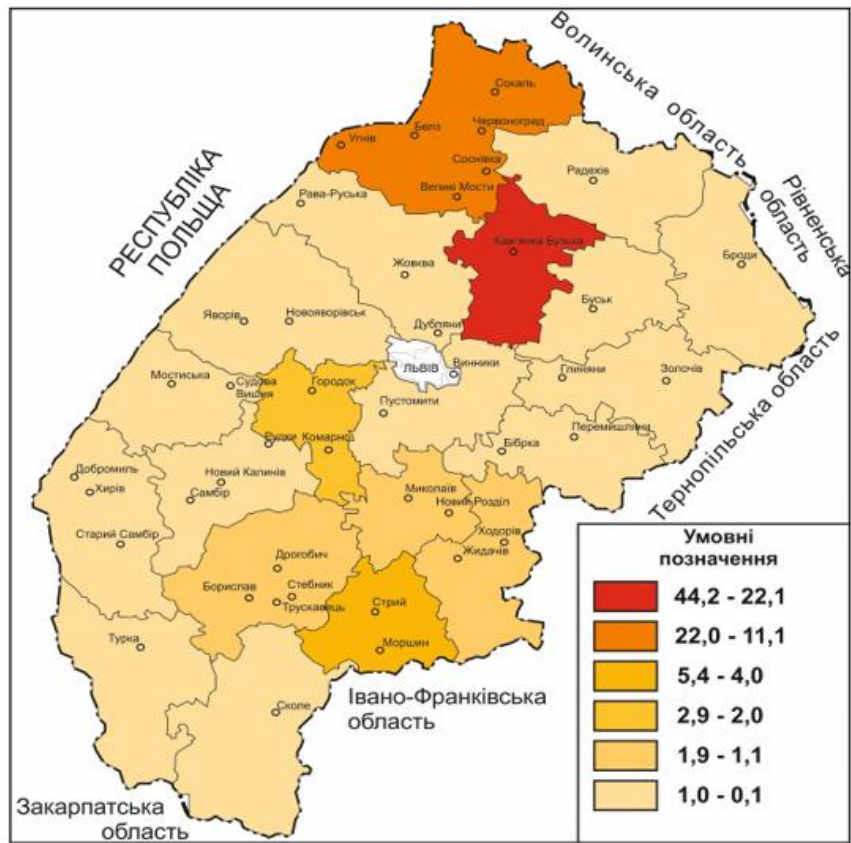 Волинська область
Сокаль
Червоноград
Белз
Угнів
Соснівка
Великі Мости
Радехів
Рівненська область
РЕСПУБЛІКА
ПОЛЬЩА
Рава-Руська
Кам'янка Бузька
Броди
Жовква
Буськ
Яворів
Новояворівськ
Дубляни
ЛЬВІВ
Винники
Глиняни
Золочів
Мостиська
Судова
Вишня
Городок
Пустомити
Тернопільська область
Перемишляни
Бібрка
Рудки
Комарно
Добромиль
Хирів
Новий Калинів
Самбір
Миколаїв
Новий Розділ
Ходорів
Старий Самбір
Жидачів
Дрогобич
Борислав
Стебник
Трускавець
Стрий
Моршин
Турка
Сколе
Івано-Франківська
область
Закарпатська
область
Умовні
позначення
44,2 - 22,1
22,0 - 11,1
5,4 - 4,0
2,9 - 2,0
1,9 - 1,1
1,0 - 0,1